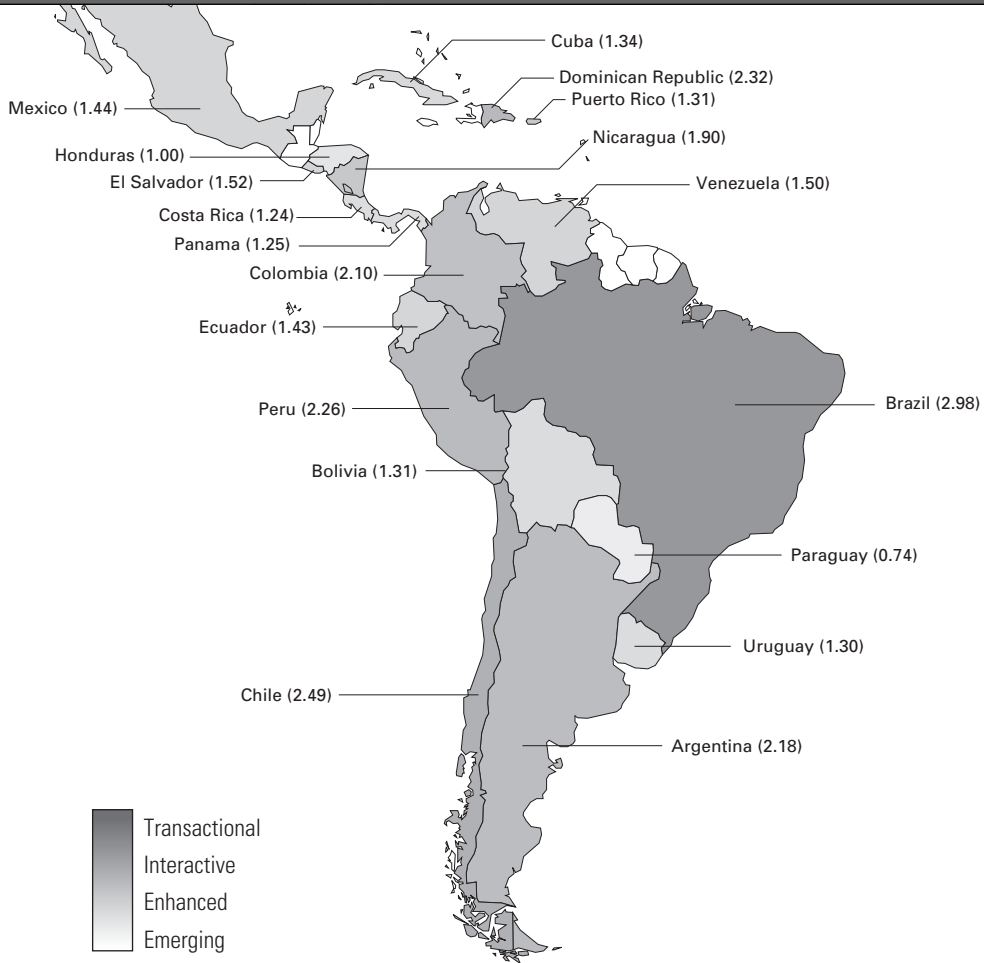 Cuba (1.34)
Dominican Republic (2.32)
Puerto Rico (1.31)
Mexico (1.44)
Nicaragua (1.90)
Honduras (1.00)
El Salvador (1.52)
Venezuela (1.50)
Costa Rica (1.24)
Panama (1.25)
Colombia (2.10)
Ecuador (1.43)
Brazil (2.98)
Peru (2.26)
Bolivia (1.31)
Paraguay (0.74)
Uruguay (1.30)
Chile (2.49)
Argentina (2.18)
Transactional
Interactive
Enhanced
Emerging